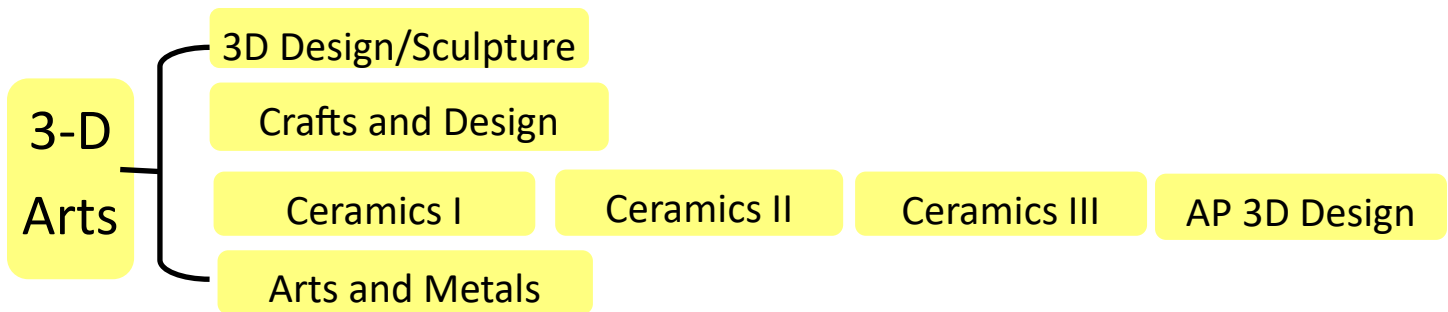 3-D
Arts
3D Design/Sculpture
Crafts and Design
Ceramics I
Ceramics II
Ceramics III
AP 3D Design
Arts and Metals